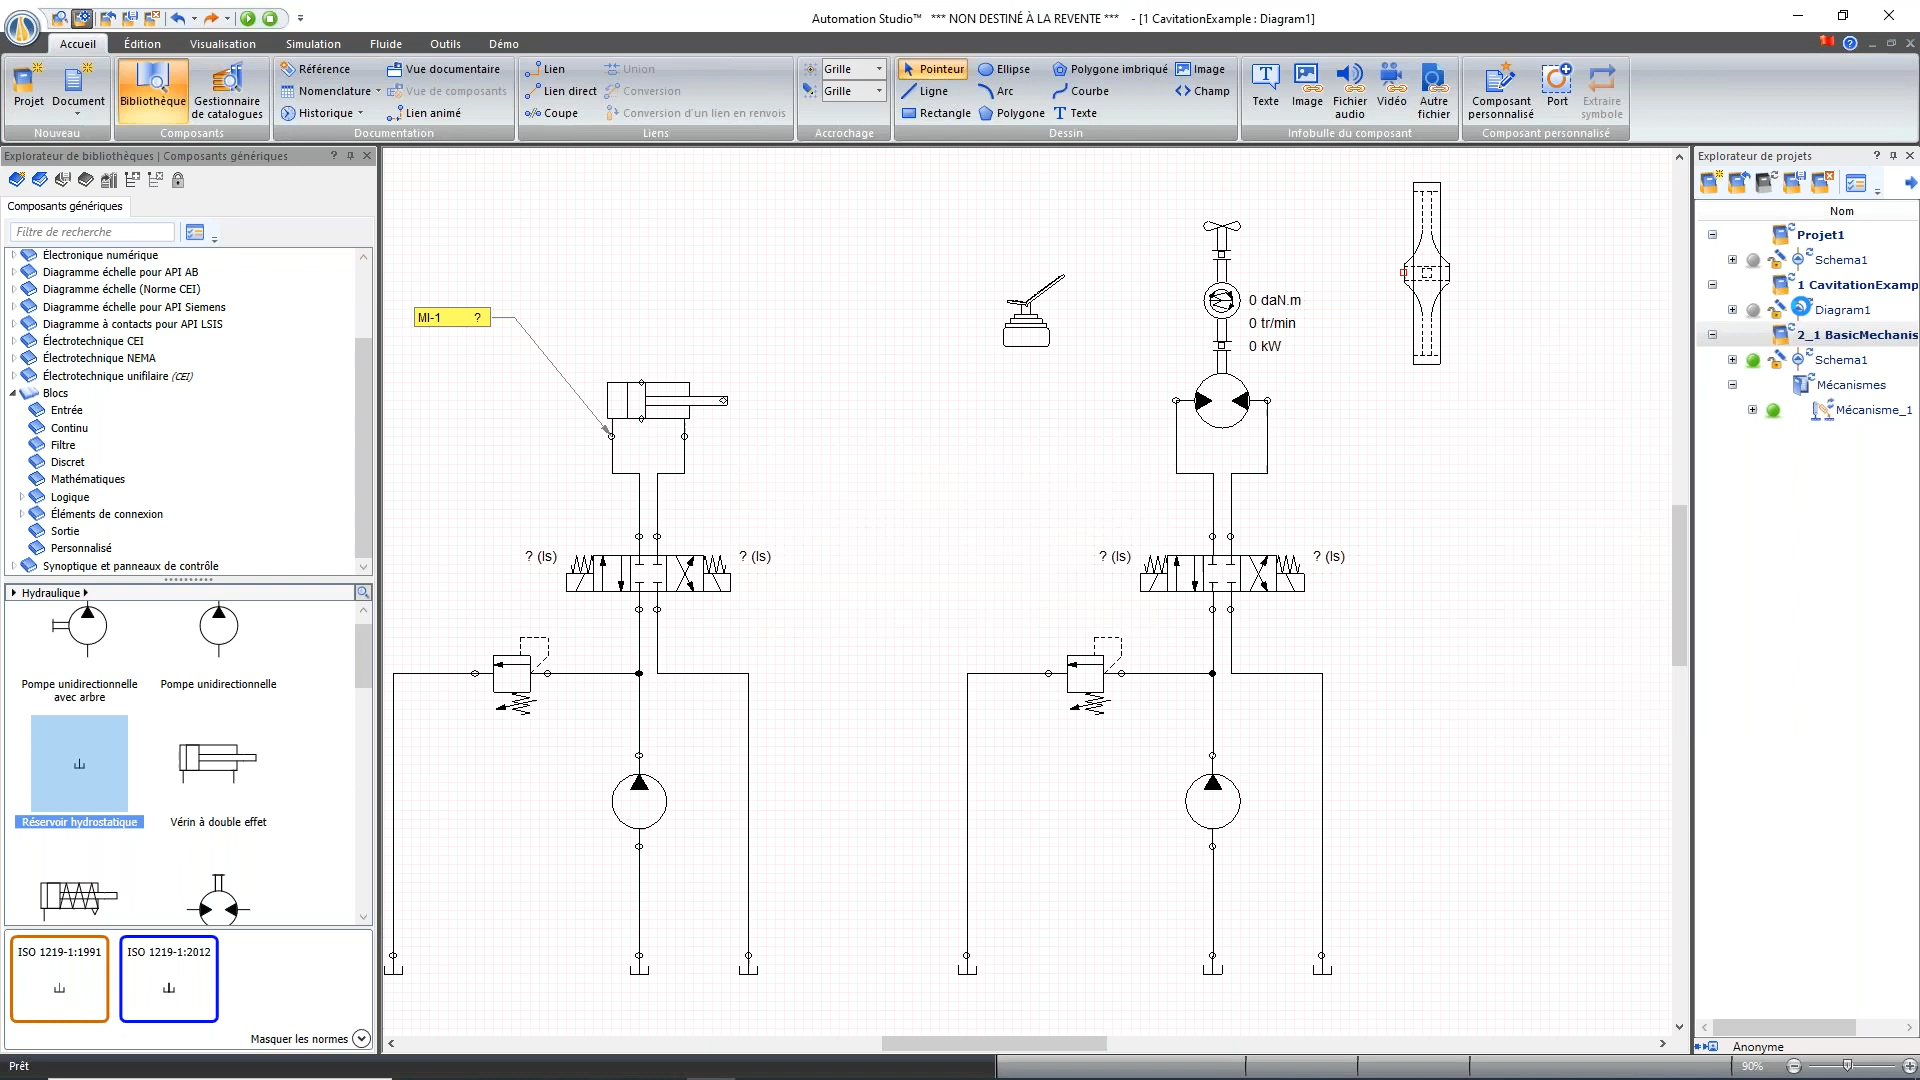 Automation Studio™ *** NON DESTINÉ À LA REVENTE *** - [1 CavitationExample : Diagram1]
Accueil Édition Visualisation Simulation Fluide Outils Démo
Projet
Document
Nouveau
Bibliothèque
Gestionnaire de catalogues
Composants
Référence
Nomenclature
Historique
Vue documentaire
Vue de composants
Lien animé
Documentation
Lien
Lien direct
Coupe
Union
Conversion
Conversion d'un lien en renvois
Liens
Grille
Grille
Accrochage
Pointeur
Ligne
Rectangle
Ellipse
Arc
Polygone
Polygone imbriqué
Courbe
Texte
Image
Champ
Dessin
Texte
Image
Fichier audio
Vidéo
Autre fichier
Infobulle du composant
Composant personnalisé
Port
Extraire symbole
Composant personnalisé
Explorateur de bibliothèques | Composants génériques
Composants génériques
Filtre de recherche
Électronique numérique
Diagramme échelle pour API AB
Diagramme échelle (Norme CEI)
Diagramme échelle pour API Siemens
Diagramme à contacts pour API LSIS
Électrotechnique CEI
Électrotechnique NEMA
Électrotechnique unifilaire (CEI)
Blocs
Entrée
Continu
Filtre
Discret
Mathématiques
Logique
Éléments de connexion
Sortie
Personnalisé
Synoptique et panneaux de contrôle
Hydraulique
Pompe unidirectionnelle avec arbre
Pompe unidirectionnelle
Réservoir hydrostatique
Vérin à double effet
ISO 1219-1:1991
ISO 1219-1:2012
Masquer les normes
Prêt
MI-1 ?
? (ls)
? (ls)
0 daN.m
0 tr/min
0 kW
? (ls)
? (ls)
Explorateur de projets
Nom
Projet1
Schema1
1 CavitationExamp
Diagram1
2_1 BasicMechanis
Schema1
Mécanismes
Mécanisme_1
Anonyme
90%